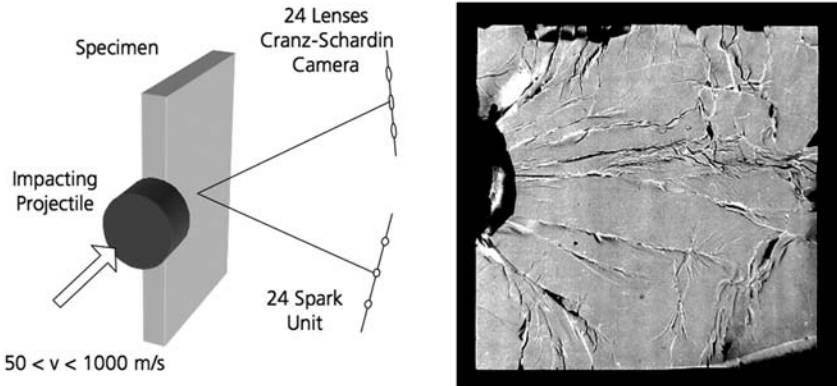 Specimen
24 Lenses
Cranz-Schardin
Camera
Impacting
Projectile
24 Spark
Unit
50 < v < 1000 m/s